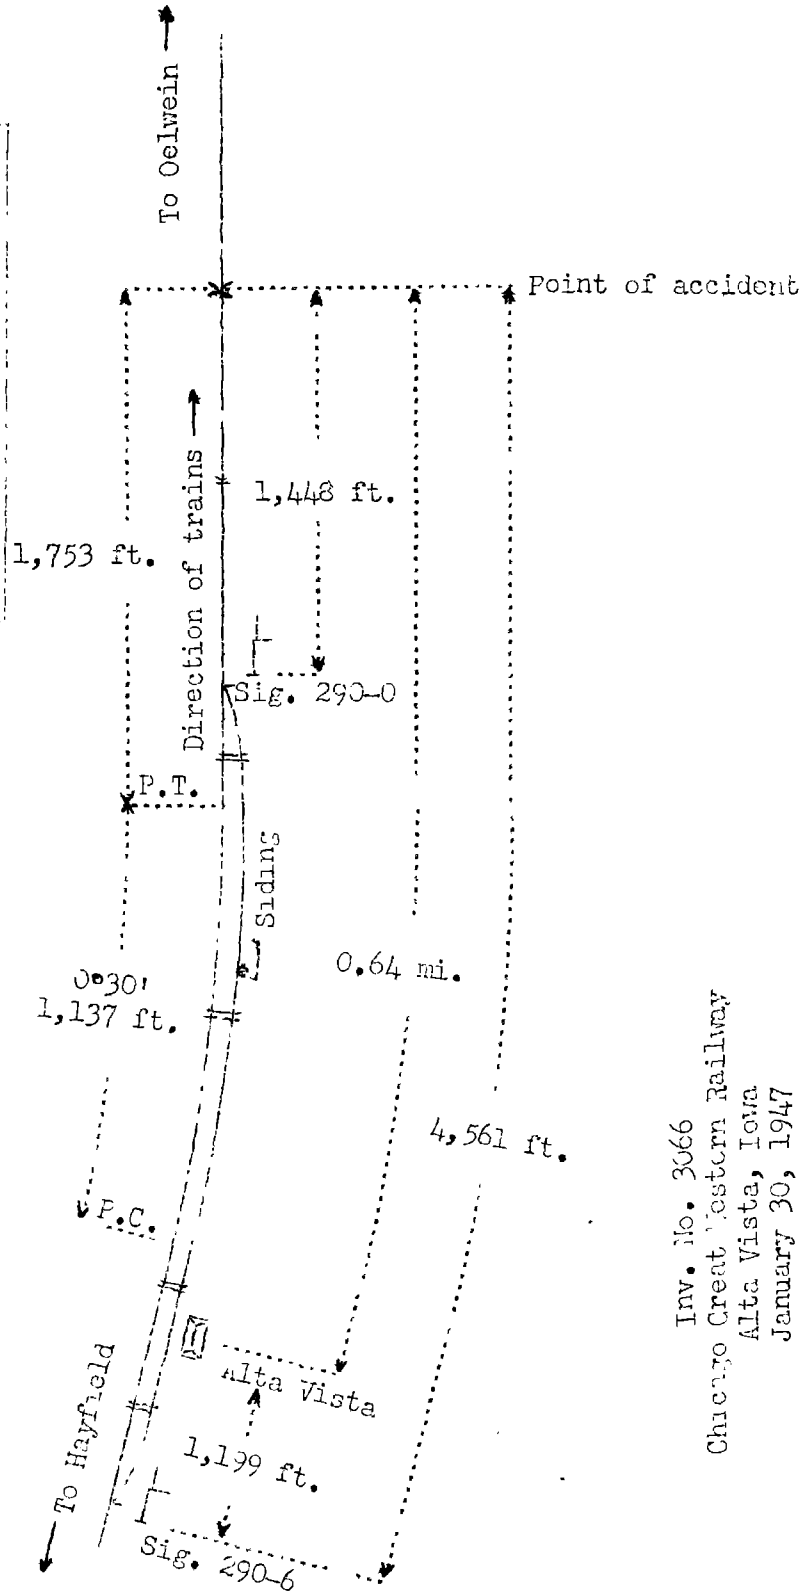 To Oelwein
Point of accident
Direction of trains
1,448 ft.
1,753 ft.
Sig. 290-0
P.T.
Siding
0°30'
1,137 ft.
0.64 mi.
4,561 ft.
P.C.
Alta Vista
1,199 ft.
To Hayfield
Sig. 290-6
Inv. No. 3066
Chicago Great Western Railway
Alta Vista, Iowa
January 30, 1947